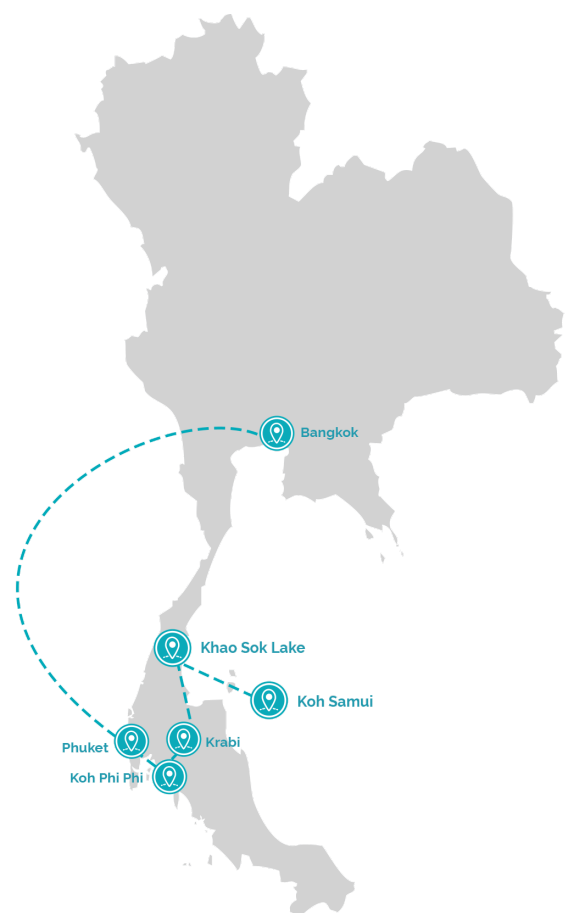 Bangkok
Khao Sok Lake
Koh Samui
Krabi
Phuket
Koh Phi Phi